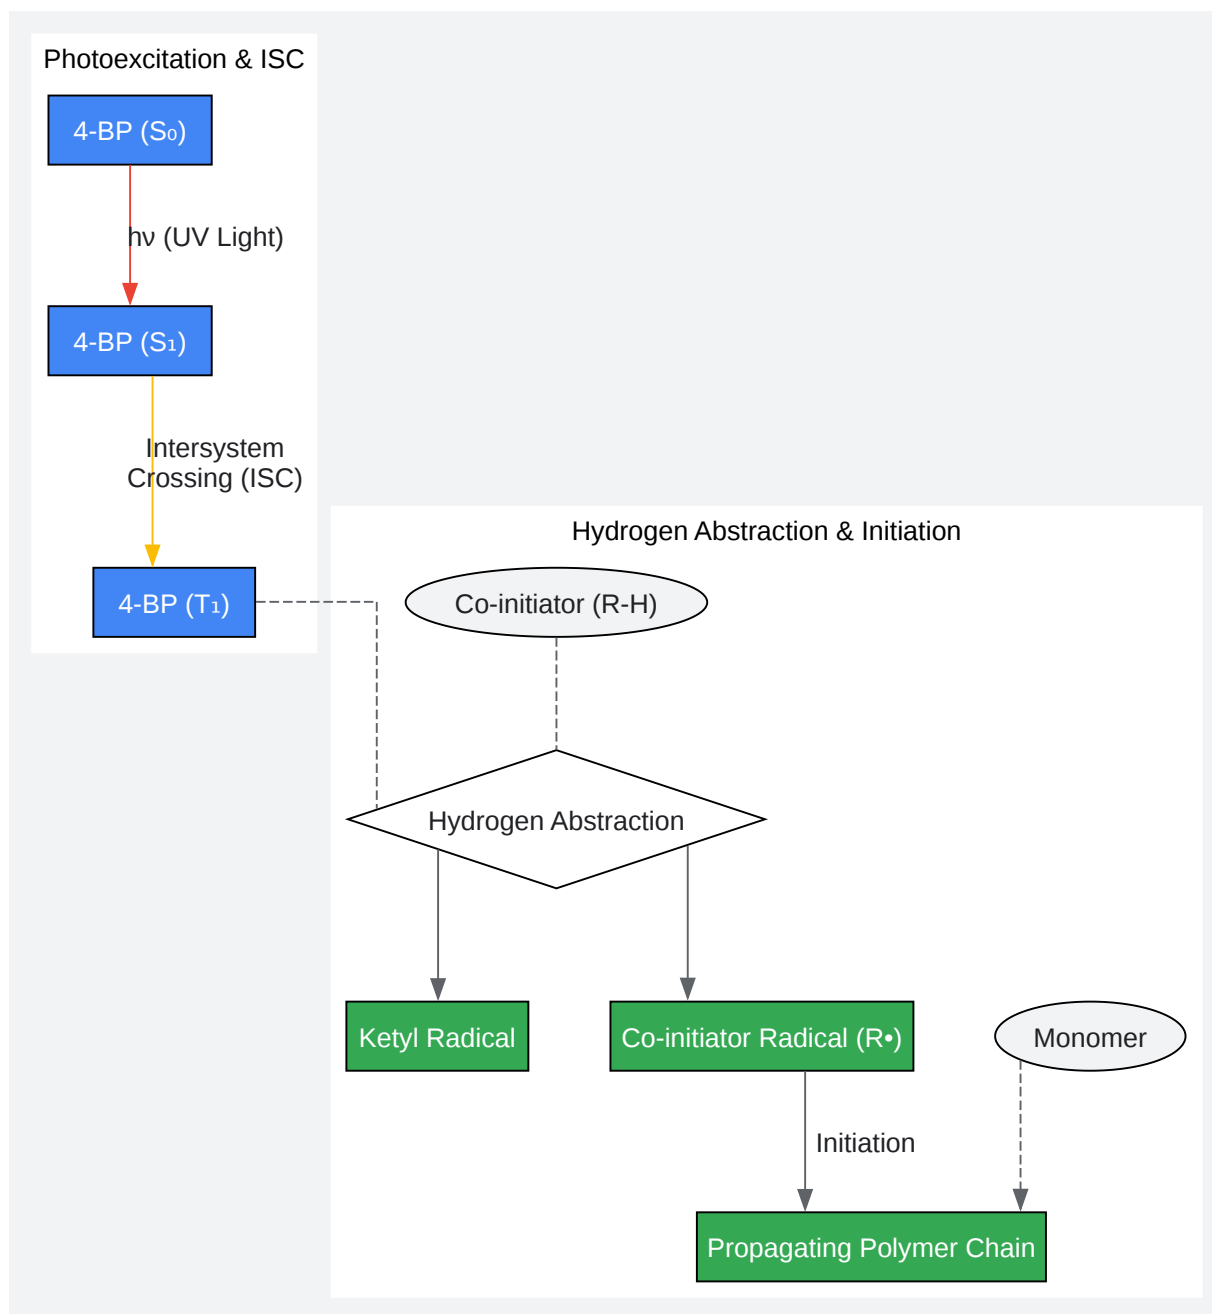 Photoexcitation & ISC
4-BP (S₀)
hν (UV Light)
4-BP (S₁)
Intersystem
Crossing (ISC)
4-BP (T₁)
Hydrogen Abstraction & Initiation
Co-initiator (R-H)
Hydrogen Abstraction
Ketyl Radical
Co-initiator Radical (R•)
Monomer
Initiation
Propagating Polymer Chain